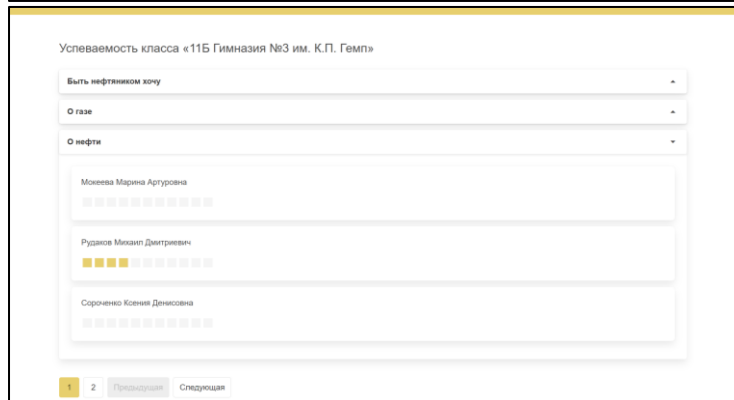 Успеваемость класса «11Б Гимназия №3 им. К.П. Гемп»
Быть нефтяником хочу
О газе
О нефти
Мокеева Марина Артуровна
Рудаков Михаил Дмитриевич
Сороченко Ксения Денисовна
1 2 Предыдущая Следующая